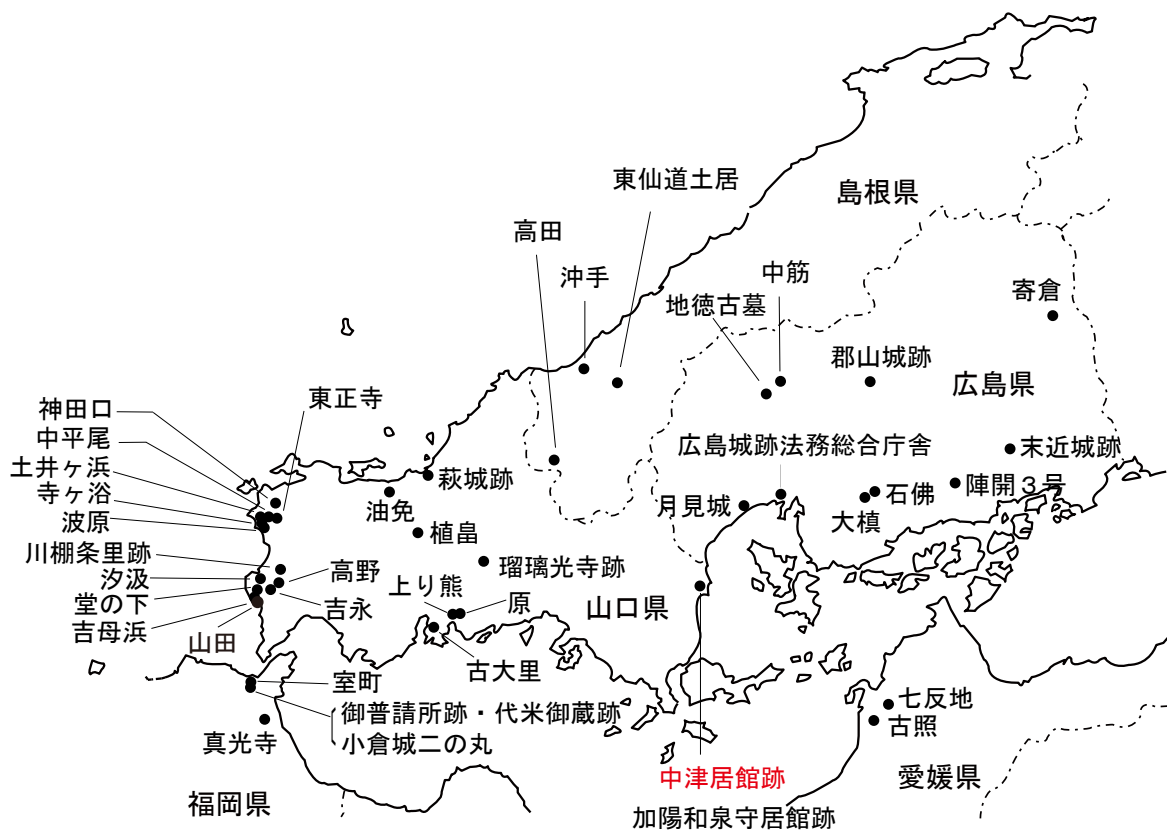 東仙道土居
島根県
高田
沖手
中筋
地徳古墓
寄倉
郡山城跡
広島県
神田口
中平尾
土井ヶ浜
寺ヶ浴
波原
東正寺
萩城跡
油免
植畠
広島城跡法務総合庁舎
月見城
末近城跡
陣開３号
石佛
大槙
川棚条里跡
汐汲
堂の下
吉母浜
山田
高野
吉永
瑠璃光寺跡
上り熊
原
山口県
古大里
室町
御普請所跡・代米御蔵跡
小倉城二の丸
真光寺
福岡県
七反地
古照
愛媛県
中津居館跡
加陽和泉守居館跡